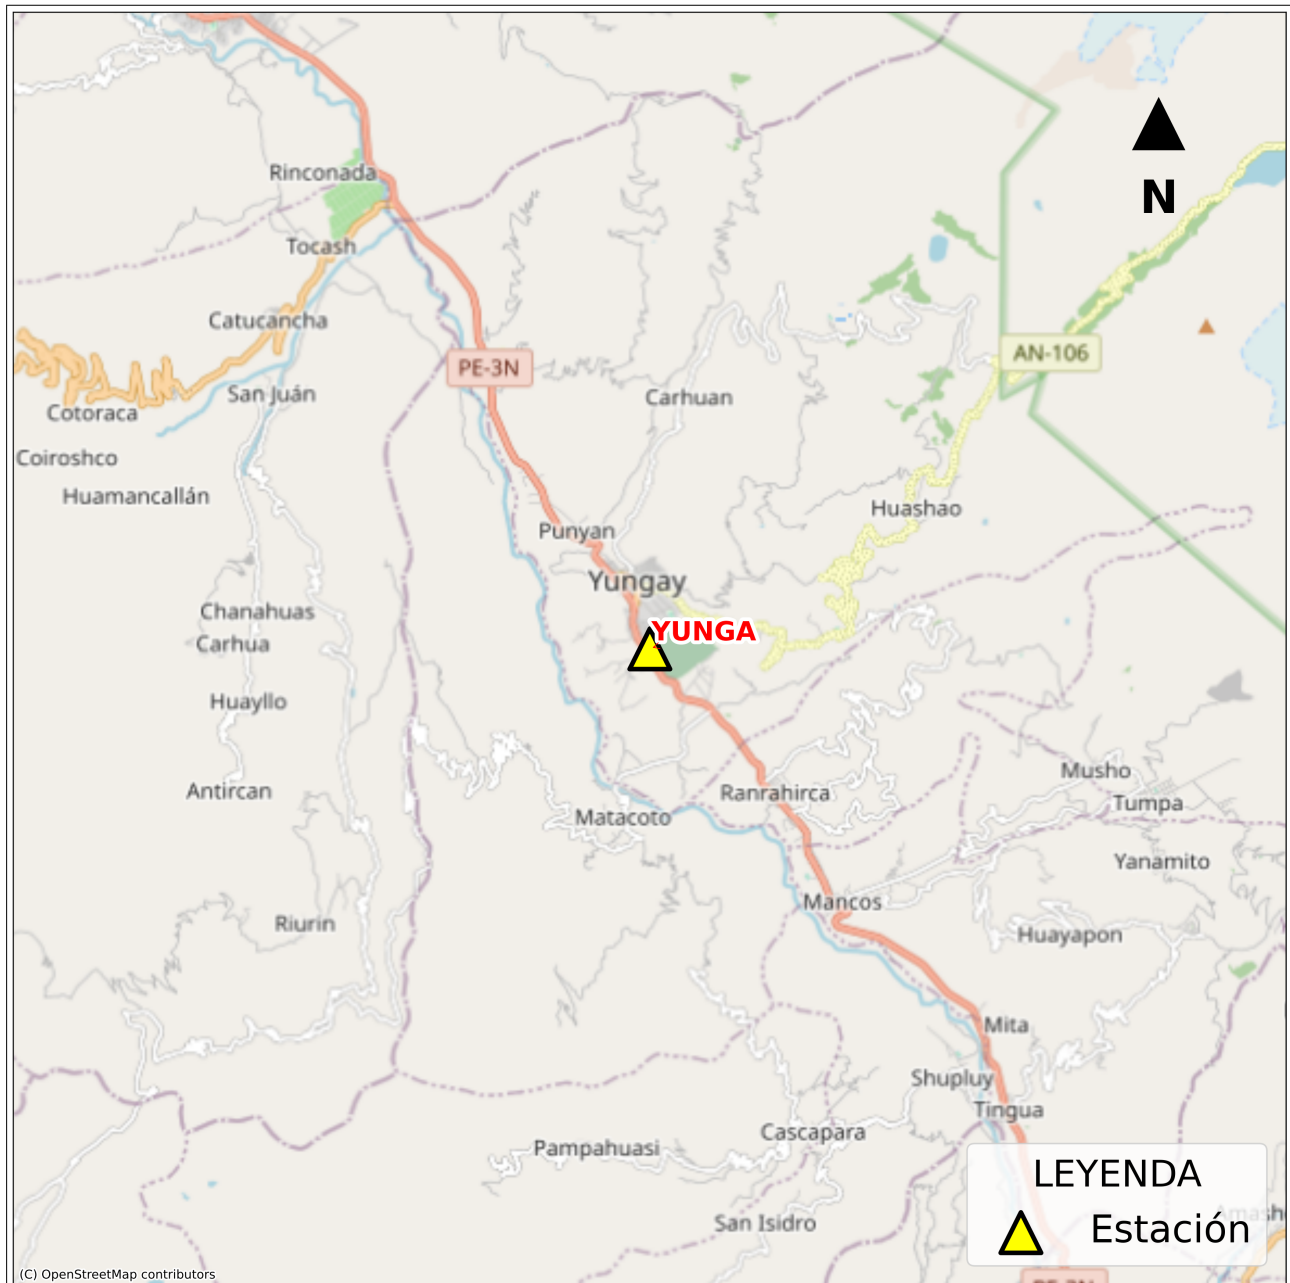 N
Rinconada
Tocash
Catucancha
AN-106
PE-3N
San Juán
Carhuan
Cotoraca
Coiroshco
Huamancallán
Huashao
Punyan
Yungay
Chanahuas
YUNGA
Carhua
Huayllo
Musho
Antircan
Ranrahirca
Tumpa
Matacoto
Yanamito
Mancos
Riurin
Huayapon
Mita
Shupluy
Tingua
Cascapara
Pampahuasi
LEYENDA
San Isidro
Estación
(C) OpenStreetMap contributors